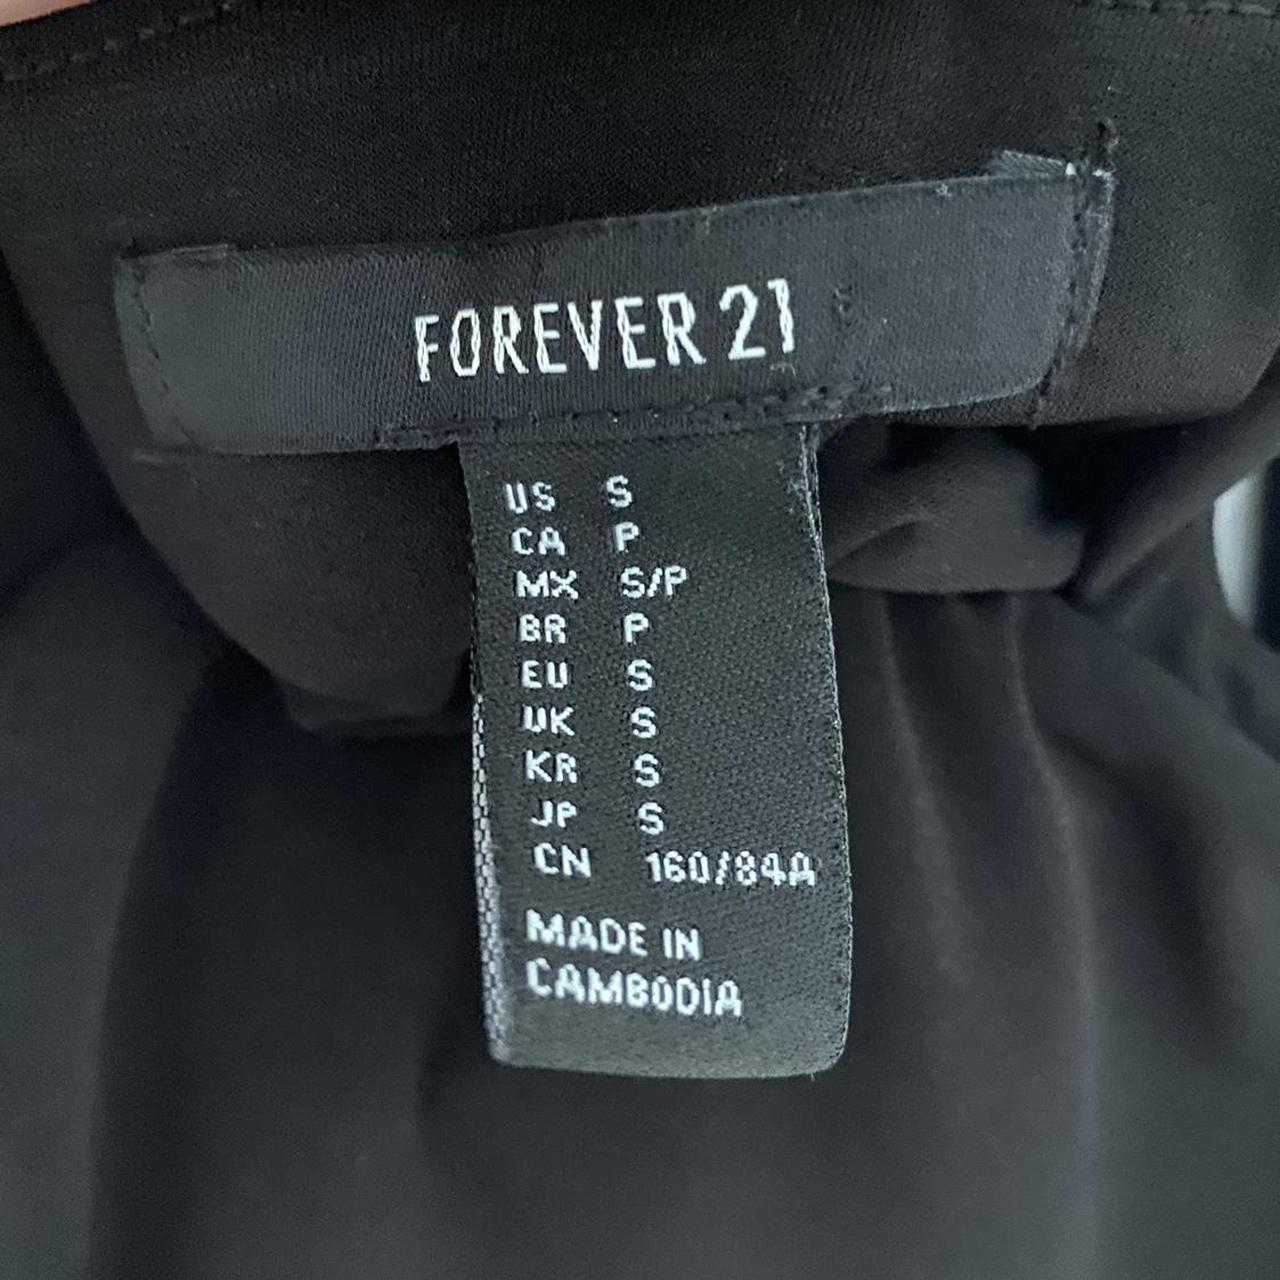 FOREVER 21
US S
CA P
MX S/P
BR P
EU S
UK S
KR S
JP S
CN 160/84A
MADE IN
CAMBODIA